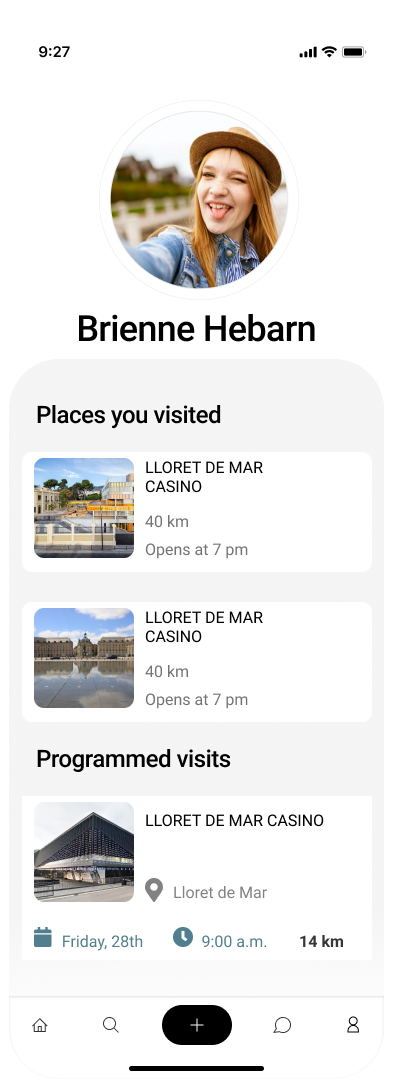 9:27
Brienne Hebarn
Places you visited
LLORET DE MAR
CASINO
40 km
Opens at 7 pm
LLORET DE MAR
CASINO
40 km
Opens at 7 pm
Programmed visits
LLORET DE MAR CASINO
Lloret de Mar
Friday, 28th 9:00 a.m. 14 km